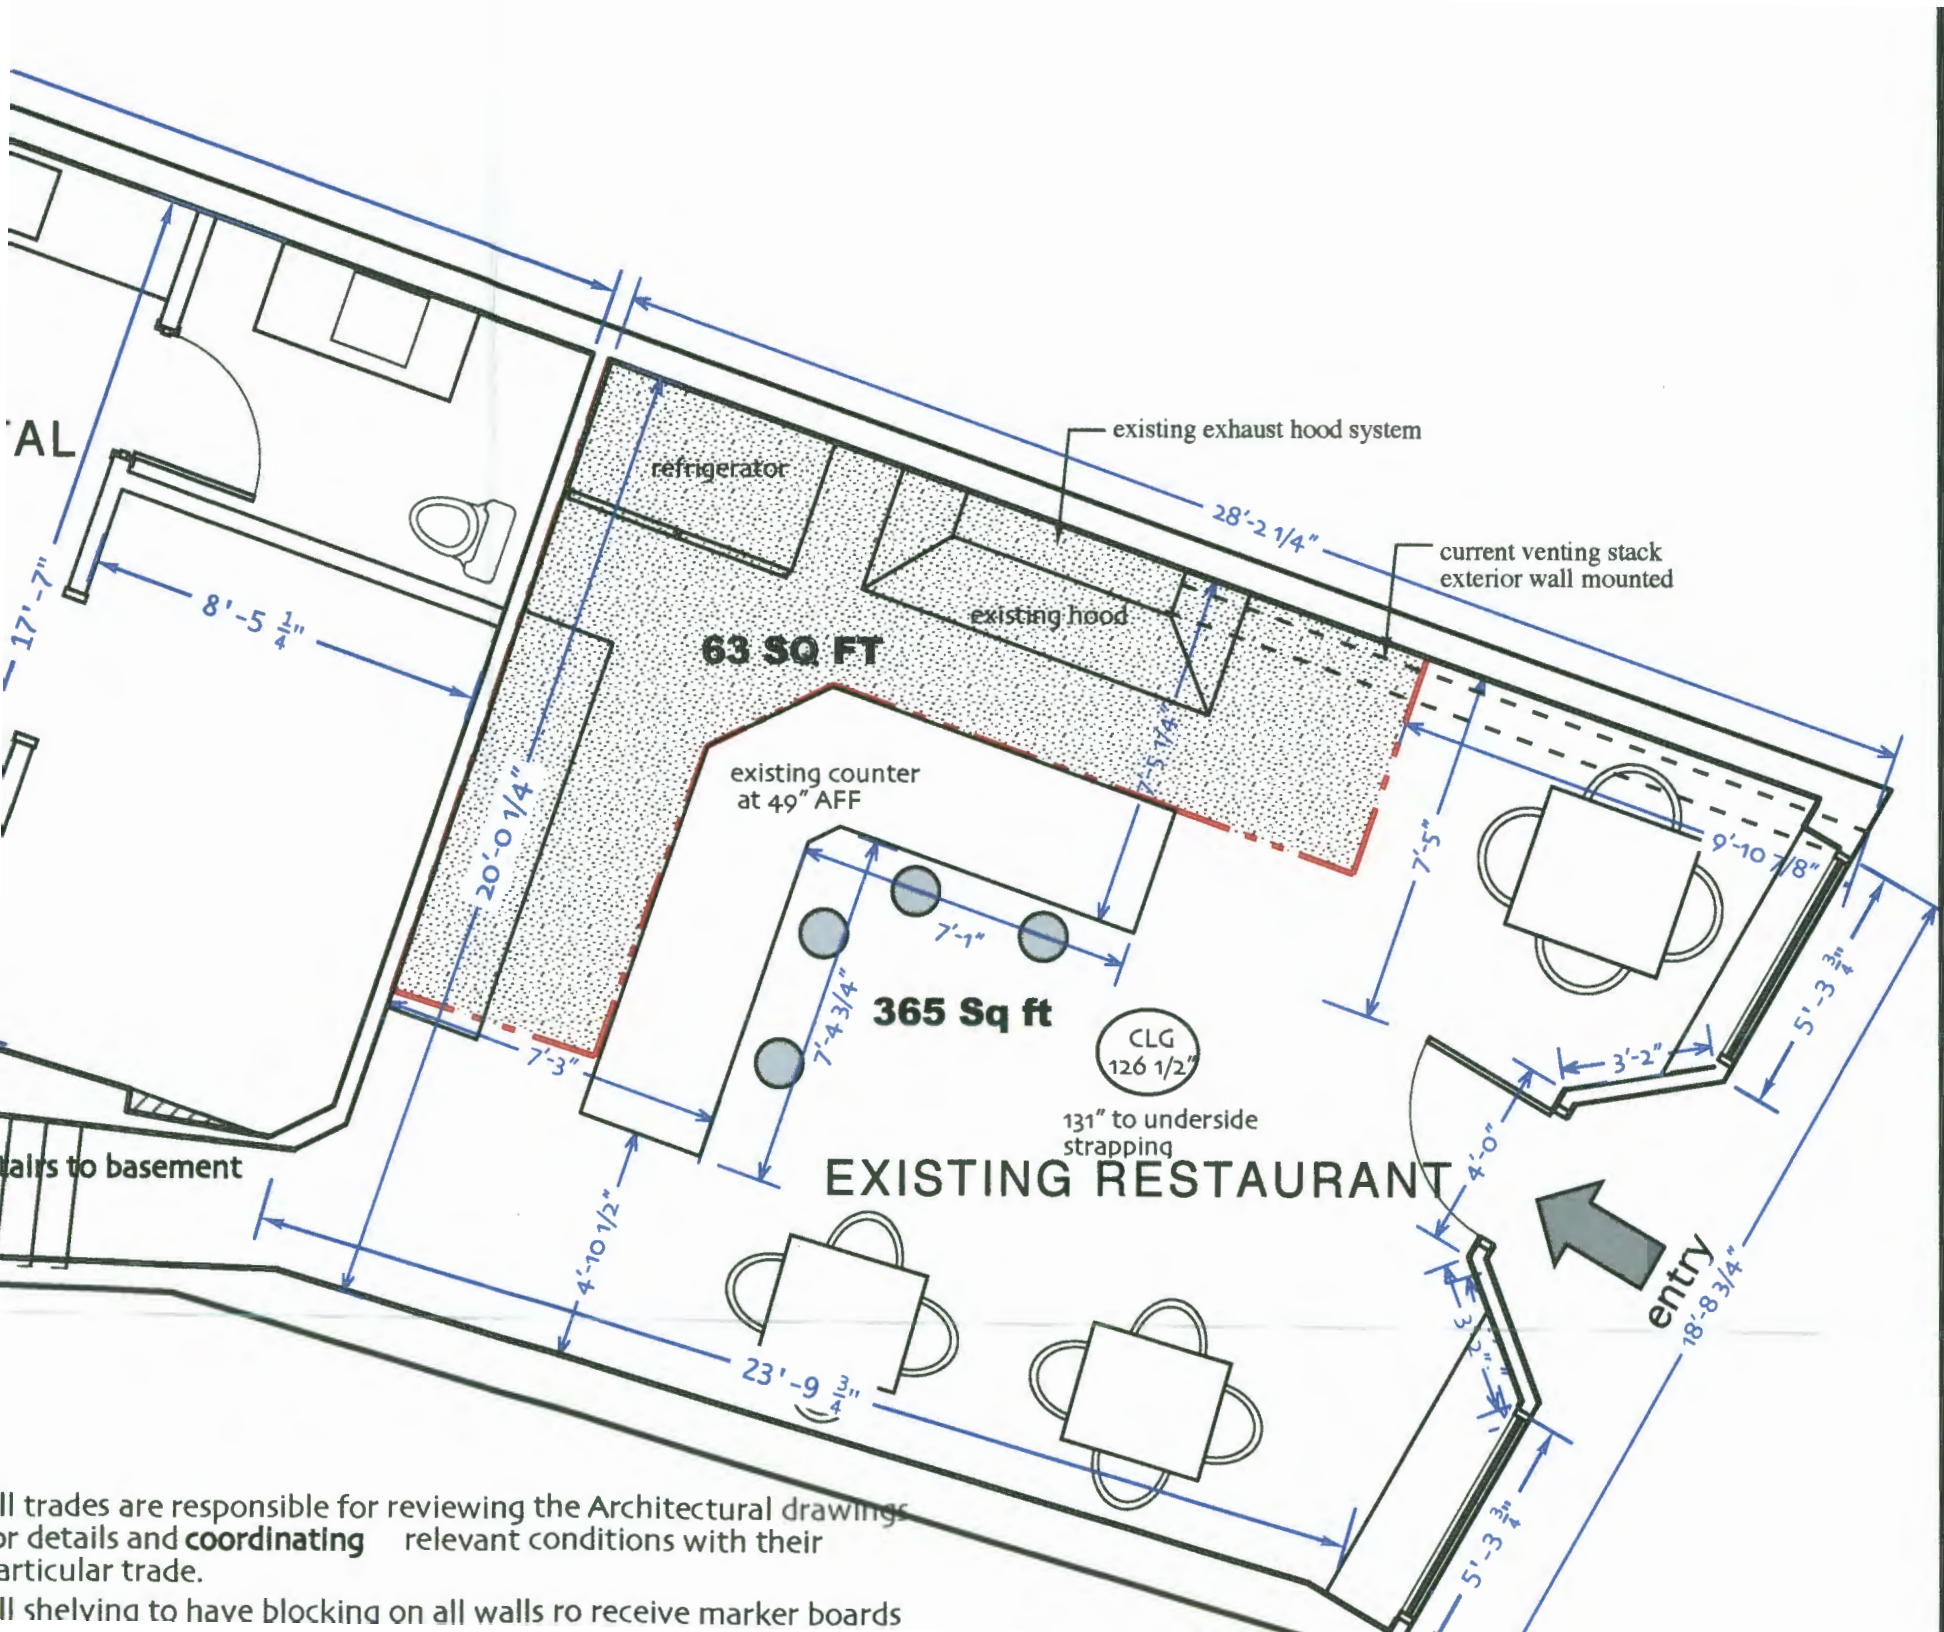 existing exhaust hood system
28'-2 1/4"
current venting stack
exterior wall mounted
'AL
refrigerator
17'-7"
8'-5 1/4"
existing hood
63 SQ FT
7'-5 1/4"
existing counter
at 49" AFF
20'-0 1/4"
7'-5"
9'-10 7/8"
7'-1"
5'-3 3/4"
365 Sq ft
7'-4 3/4"
CLG
126 1/2"
7'-3"
3'-2"
131" to underside
strapping
4'-0"
tairs to basement
EXISTING RESTAURANT
4'-10 1/2"
entry
18'-8 3/4"
23'-9 3/4"
ll trades are responsible for reviewing the Architectural drawings
or details and coordinating relevant conditions with their
articular trade.
5'-3 3/4"
ll shelving to have blocking on all walls ro receive marker boards